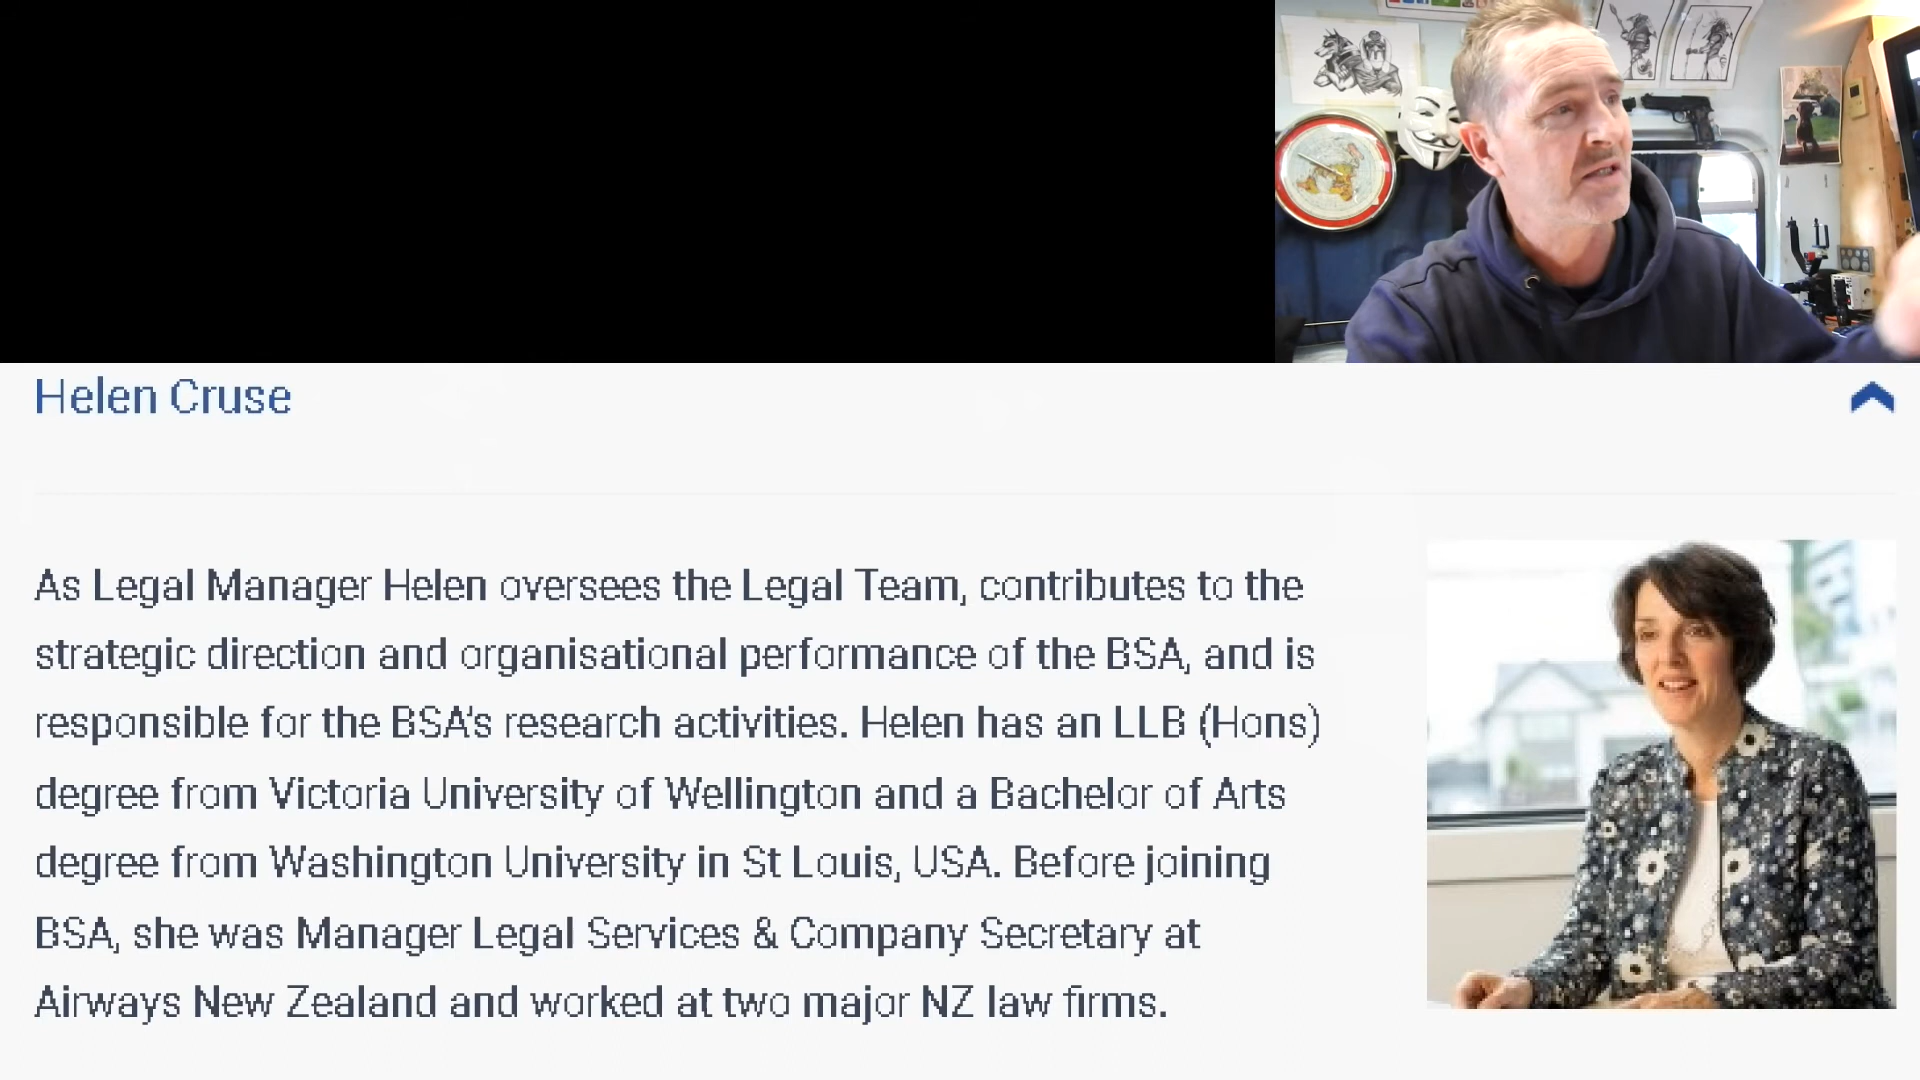 Helen Cruse
As Legal Manager Helen oversees the Legal Team, contributes to the
strategic direction and organisational performance of the BSA, and is
responsible for the BSA's research activities. Helen has an LLB (Hons)
degree from Victoria University of Wellington and a Bachelor of Arts
degree from Washington University in St Louis, USA. Before joining
BSA, she was Manager Legal Services & Company Secretary at
Airways New Zealand and worked at two major NZ law firms.